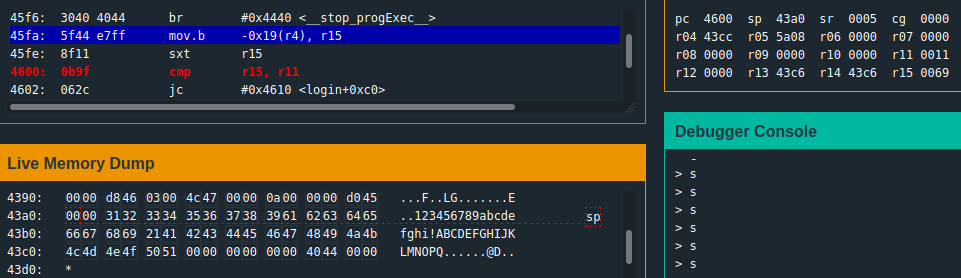 45f6: 3040 4044 br #0x4440 <__stop_progExec__>
45fa: 5f44 e7ff mov.b -0x19(r4), r15
45fe: 8f11 sxt r15
4600: 0b9f cmp r15, r11
4602: 062c jc #0x4610 <login+0xc0>
pc 4600 sp 43a0 sr 0005 cg 0000
r04 43cc r05 5a08 r06 0000 r07 0000
r08 0000 r09 0000 r10 0000 r11 0011
r12 0000 r13 43c6 r14 43c6 r15 0069
Live Memory Dump
4390: 0000 d846 0300 4c47 0000 0a00 0000 d045 ...F..LG.......E
43a0: 0000 3132 3334 3536 3738 3961 6263 6465 ..123456789abcde sp
43b0: 6667 6869 2141 4243 4445 4647 4849 4a4b fghi!ABCDEFGHIJK
43c0: 4c4d 4e4f 5051 0000 0000 0000 4044 0000 LMNOPQ......@D..
43d0: *
Debugger Console
> s
> s
> s
> s
> s
> s